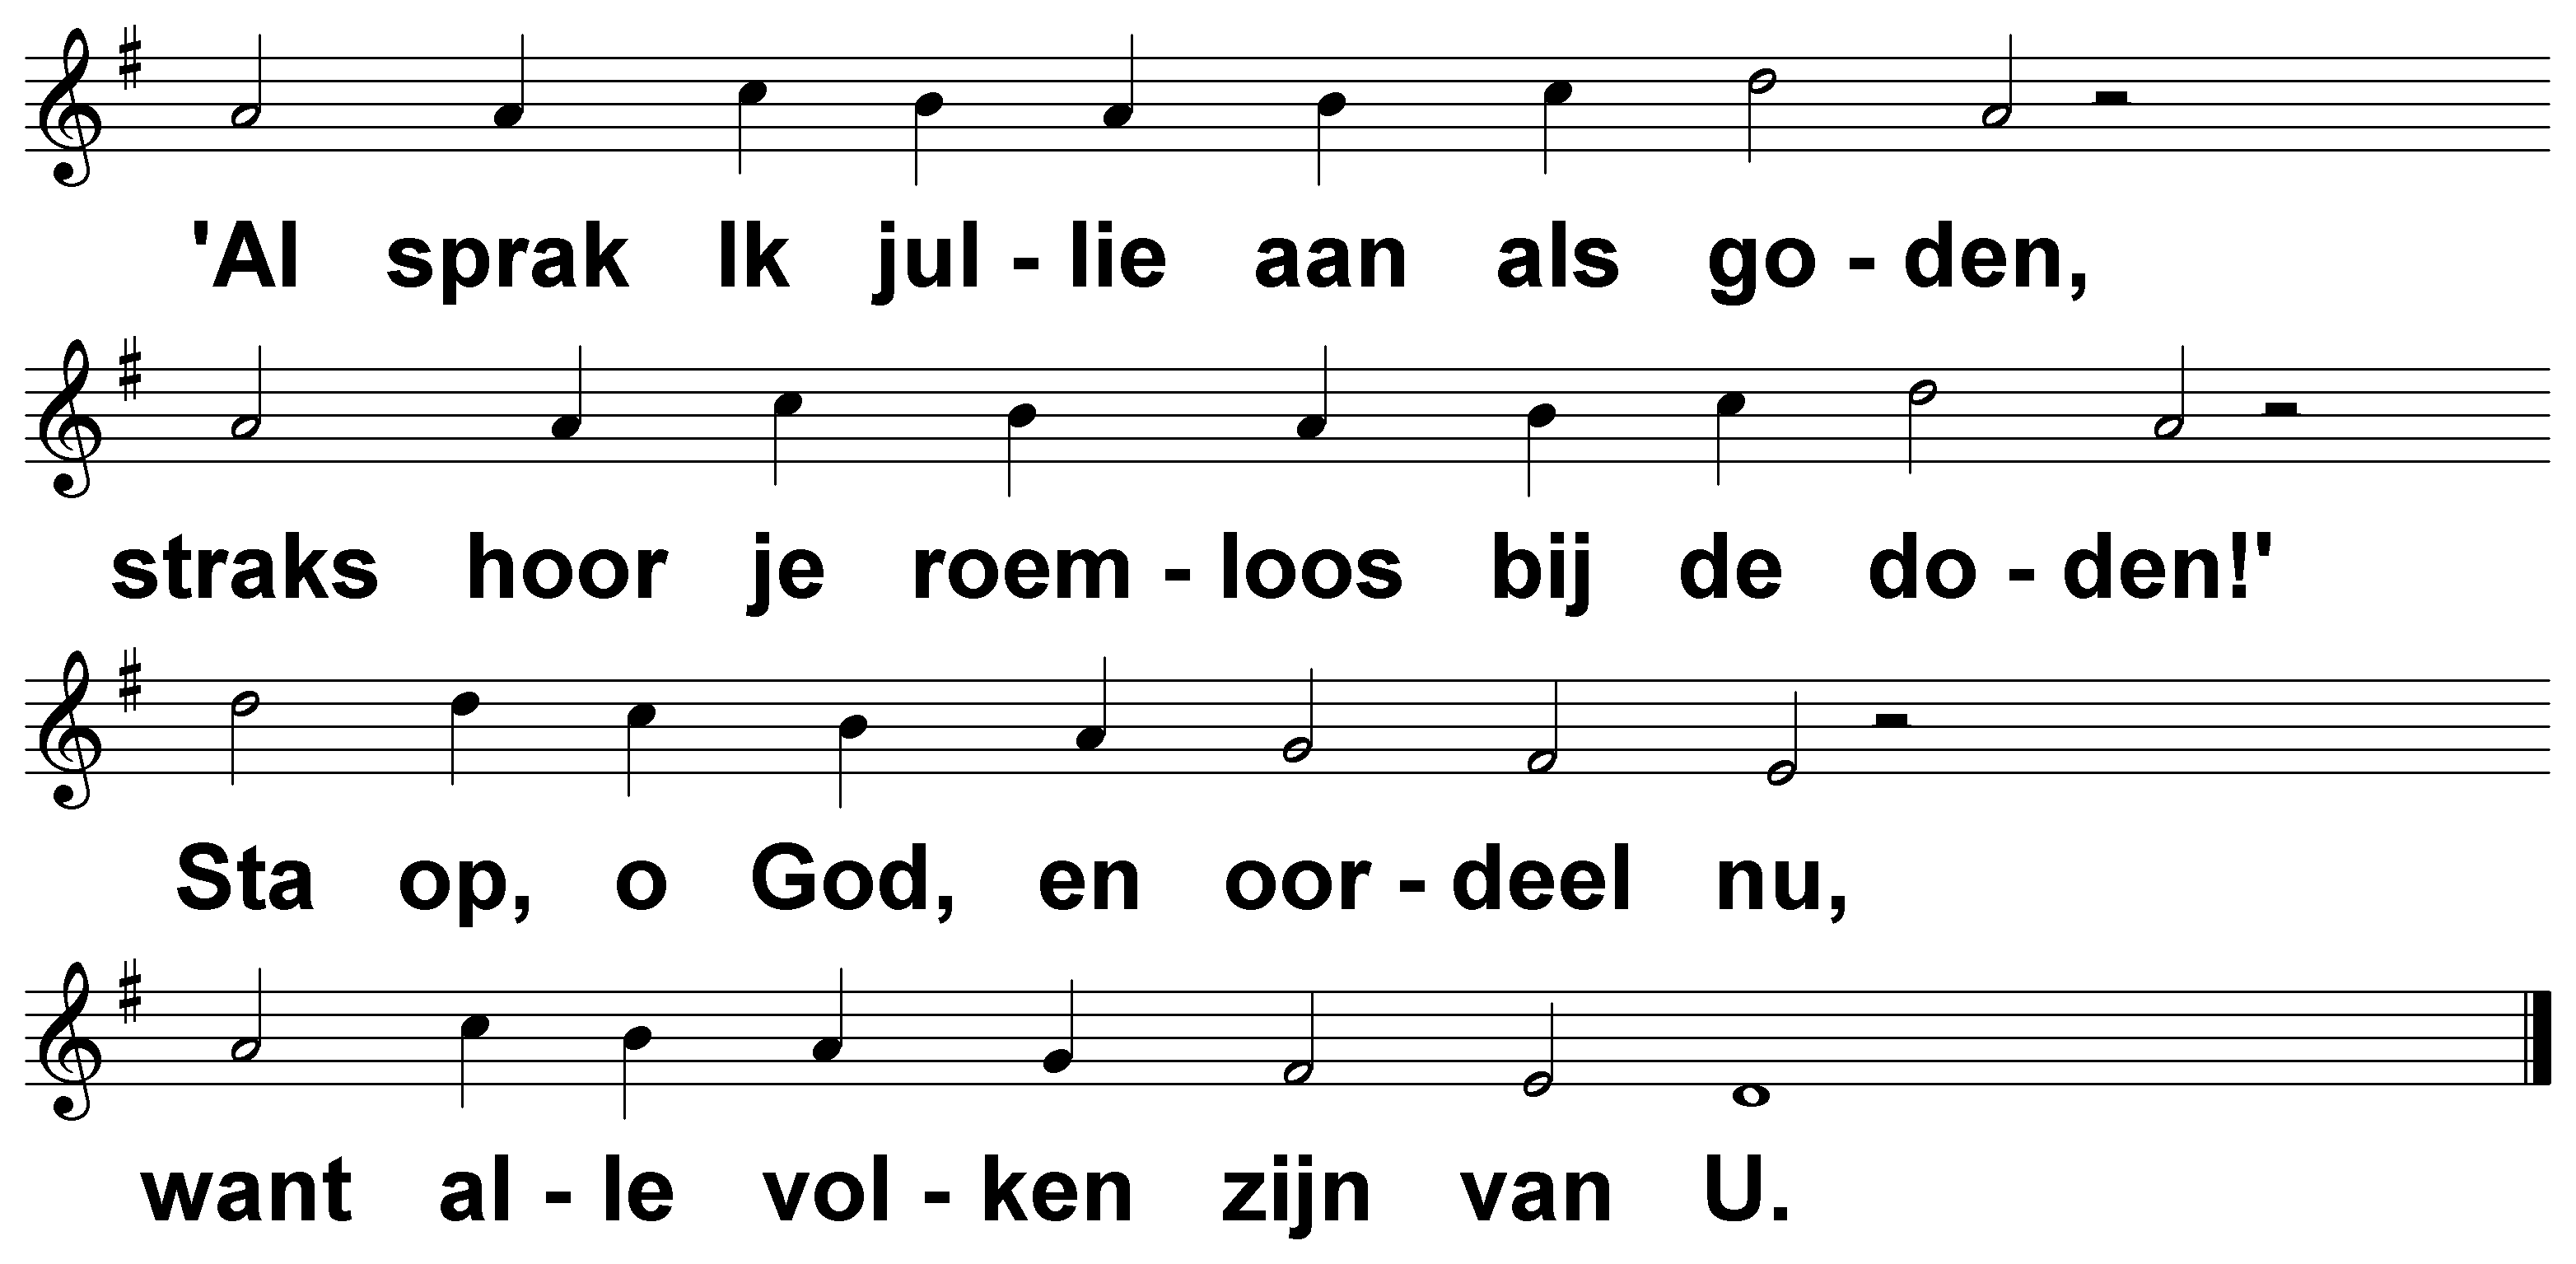 'Al sprak Ik jul - lie aan als go - den,
straks hoor je roem - loos bij de do - den!'
Sta op, o God, en oor - deel nu,
want al - le vol - ken zijn van U.